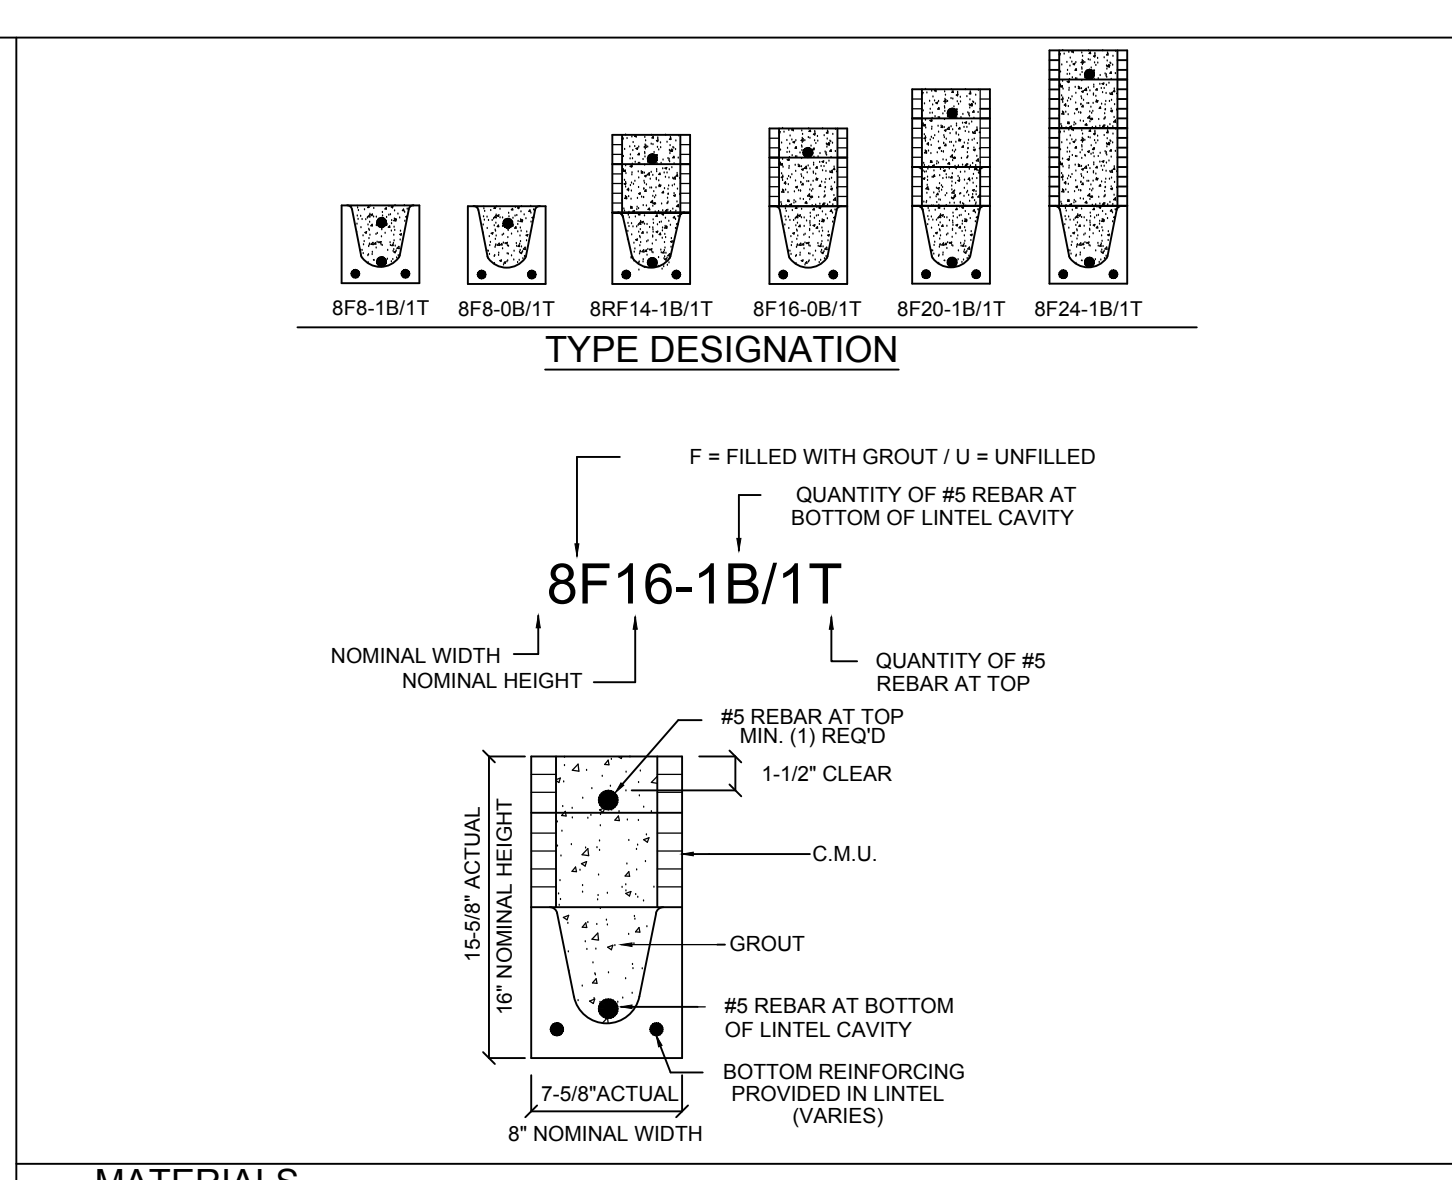 8F8-1B/1T 8F8-0B/1T 8RF14-1B/1T 8F16-0B/1T 8F20-1B/1T 8F24-1B/1T
TYPE DESIGNATION
F = FILLED WITH GROUT / U = UNFILLED
QUANTITY OF #5 REBAR AT
BOTTOM OF LINTEL CAVITY
8F16-1B/1T
NOMINAL WIDTH
NOMINAL HEIGHT
QUANTITY OF #5
REBAR AT TOP
#5 REBAR AT TOP
MIN. (1) REQ'D
1-1/2" CLEAR
15-5/8" ACTUAL
16" NOMINAL HEIGHT
C.M.U.
GROUT
#5 REBAR AT BOTTOM
OF LINTEL CAVITY
BOTTOM REINFORCING
PROVIDED IN LINTEL
(VARIES)
7-5/8"ACTUAL
8" NOMINAL WIDTH
MATERIALS